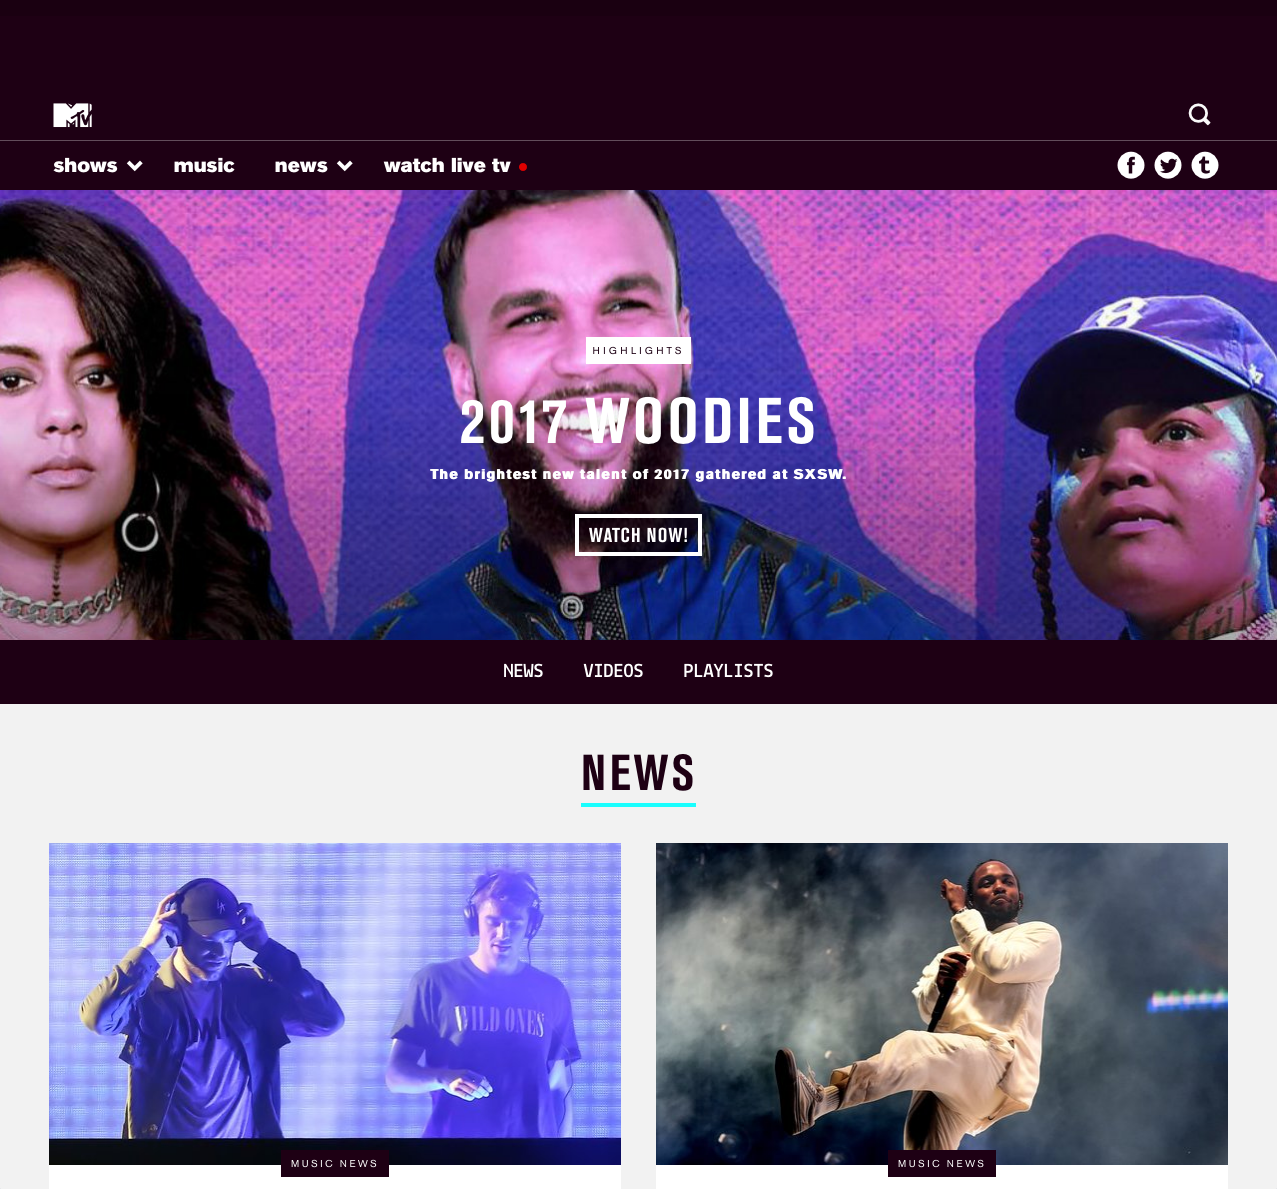 MTV
shows music news watch live tv
HIGHLIGHTS
2017 WOODIES
The brightest new talent of 2017 gathered at SXSW.
WATCH NOW!
NEWS VIDEOS PLAYLISTS
NEWS
WILD ONES
MUSIC NEWS
MUSIC NEWS